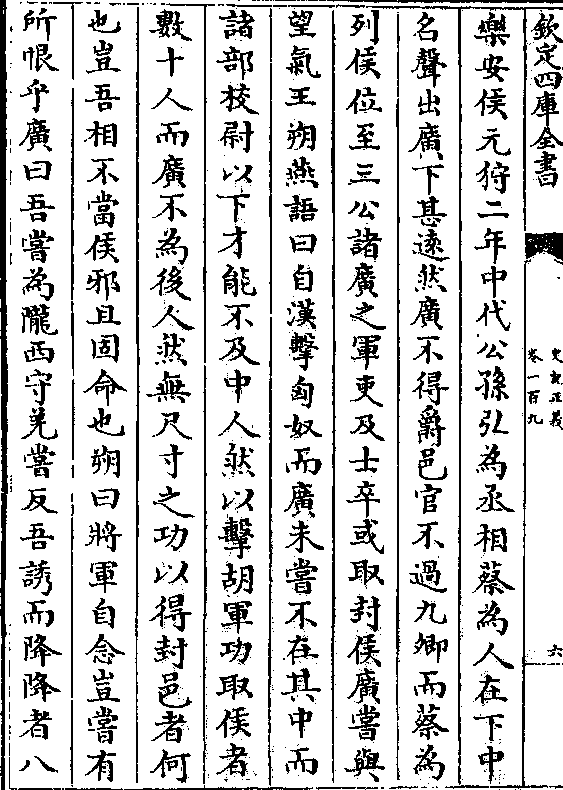 欽定四庫全書
史記正義
卷一百九
六
樂安侯元狩二年中代公孫弘為丞相蔡為人在下中
名聲出廣下甚逺然廣不得爵邑官不過九卿而蔡為
列侯位至三公諸廣之軍吏及士卒或取封侯廣嘗與
望氣王朔燕語曰自漢擊匈奴而廣未嘗不在其中而
諸部校尉以下才能不及中人然以擊胡軍功取侯者
數十人而廣不為後人然無尺寸之功以得封邑者何
也豈吾相不當侯邪且固命也朔曰將軍自念豈嘗有
所恨乎廣曰吾嘗為隴西守羌嘗反吾誘而降降者八